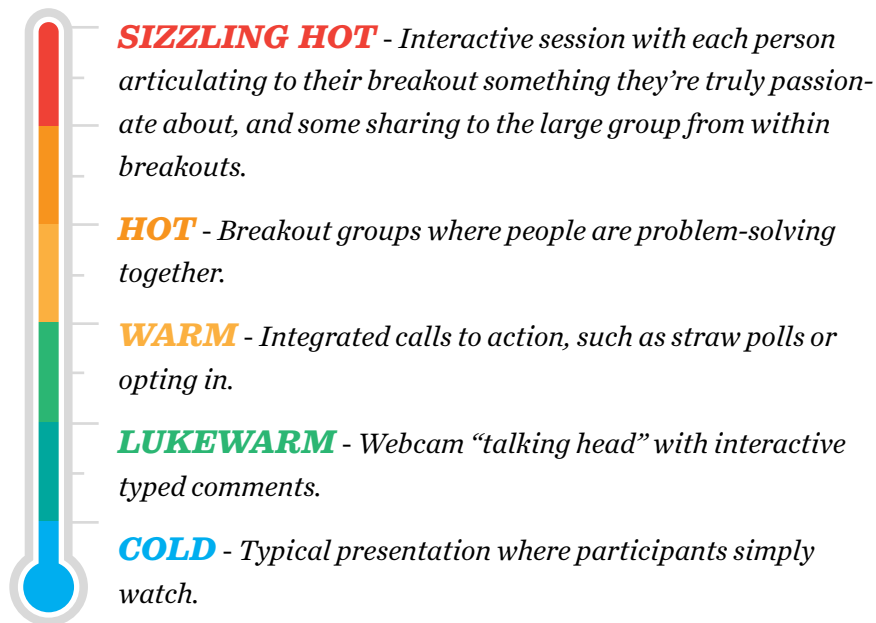 SIZZLING HOT - Interactive session with each person
articulating to their breakout something they’re truly passion-
ate about, and some sharing to the large group from within
breakouts.
HOT - Breakout groups where people are problem-solving
together.
WARM - Integrated calls to action, such as straw polls or
opting in.
LUKEWARM - Webcam “talking head” with interactive
typed comments.
COLD - Typical presentation where participants simply
watch.